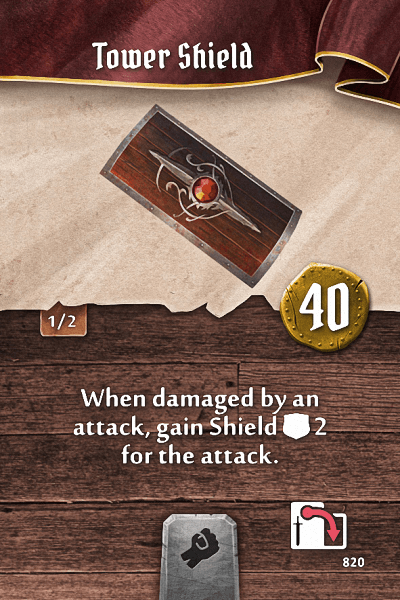 Tower Shield
40
1/2
When damaged by an
attack, gain Shield 2
for the attack.
820